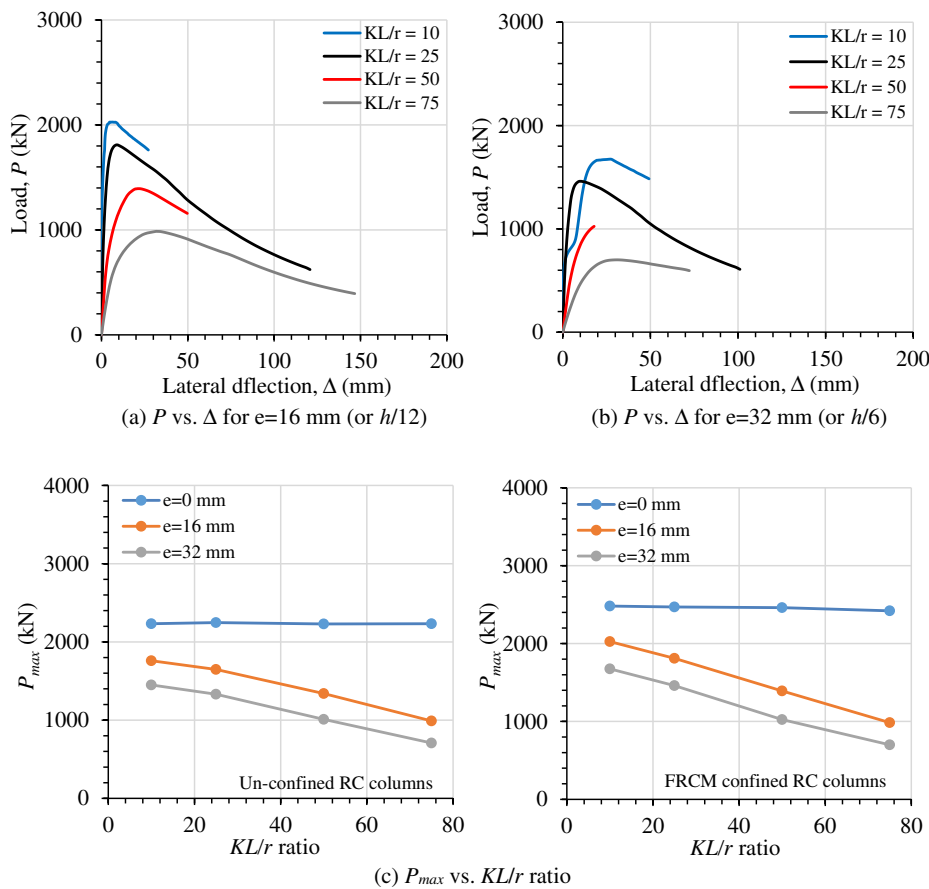 3000
2000
1000
0
Load, P (kN)
KL/r = 10
KL/r = 25
KL/r = 50
KL/r = 75
0 50 100 150 200
Lateral dflection, Δ (mm)
(a) P vs. Δ for e=16 mm (or h/12)
3000
2000
1000
0
Load, P (kN)
KL/r = 10
KL/r = 25
KL/r = 50
KL/r = 75
0 50 100 150 200
Lateral dflection, Δ (mm)
(b) P vs. Δ for e=32 mm (or h/6)
4000
3000
2000
1000
0
Pmax (kN)
e=0 mm
e=16 mm
e=32 mm
Un-confined RC columns
0 20 40 60 80
KL/r ratio
4000
3000
2000
1000
0
Pmax (kN)
e=0 mm
e=16 mm
e=32 mm
FRCM confined RC columns
0 20 40 60 80
KL/r ratio
(c) Pmax vs. KL/r ratio